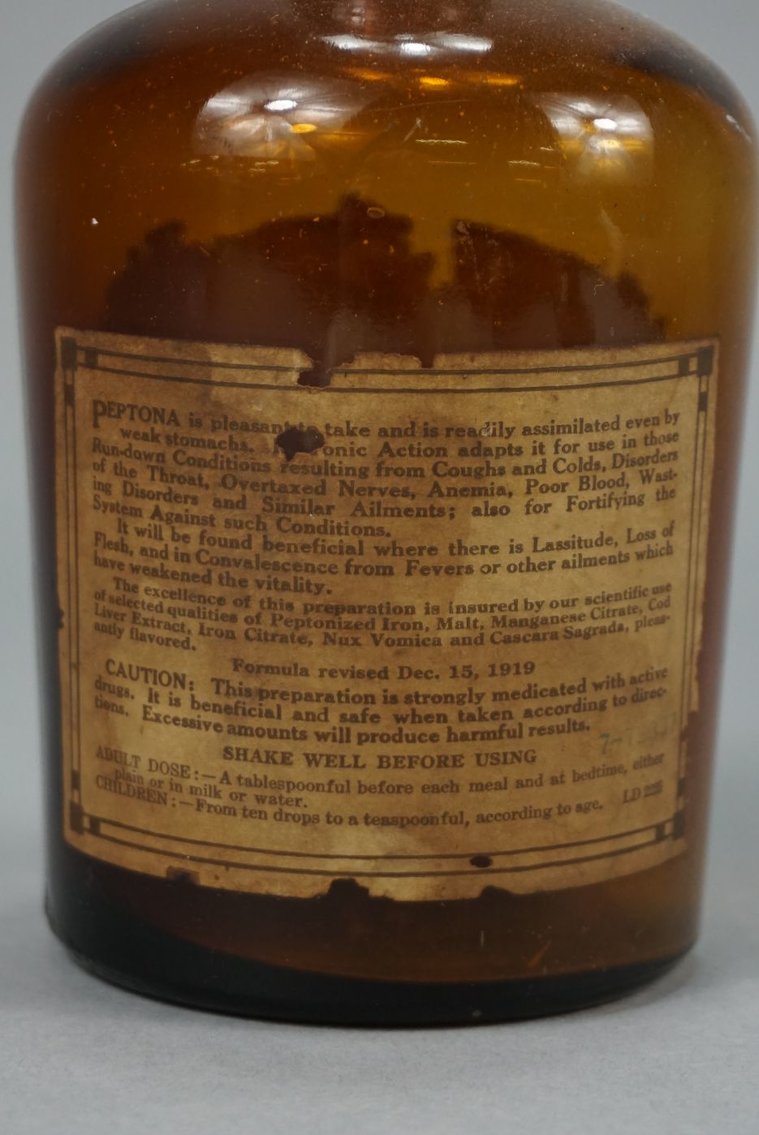 PEPTONA is pleasant to take and is readily assimilated even by
weak stomachs. onic Action adapts it for use in those
Run-down Conditions resulting from Coughs and Colds, Disorders
of the Throat, Overtaxed Nerves, Anemia, Poor Blood, Wast-
ing Disorders and Similar Ailments; also for Fortifying the
System Against such Conditions.
It will be found beneficial where there is Lassitude, Loss of
Flesh, and in Convalescence from Fevers or other ailments which
have weakened the vitality.
The excellence of this preparation is insured by our scientific use
of selected qualities of Peptonized Iron, Malt, Manganese Citrate, Cod
Liver Extract, Iron Citrate, Nux Vomica and Cascara Sagrada, pleas-
antly flavored.
Formula revised Dec. 15, 1919
CAUTION: This preparation is strongly medicated with active
drugs. It is beneficial and safe when taken according to direc-
tions. Excessive amounts will produce harmful results.
SHAKE WELL BEFORE USING
ADULT DOSE:—A tablespoonful before each meal and at bedtime, either
plain or in milk or water.
CHILDREN:—From ten drops to a teaspoonful, according to age. LD 225